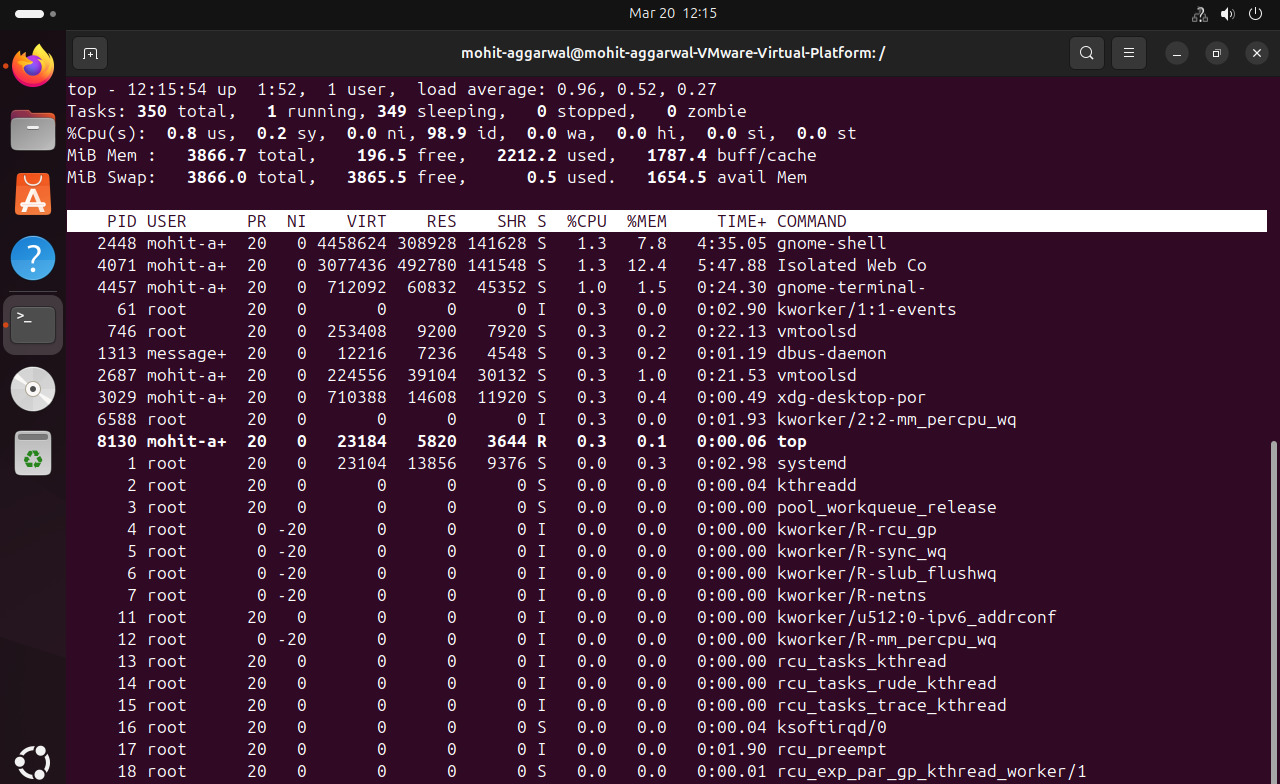 Mar 20 12:15
mohit-aggarwal@mohit-aggarwal-VMware-Virtual-Platform: /
top - 12:15:54 up  1:52,  1 user,  load average: 0.96, 0.52, 0.27
Tasks: 350 total,   1 running, 349 sleeping,   0 stopped,   0 zombie
%Cpu(s):  0.8 us,  0.2 sy,  0.0 ni, 98.9 id,  0.0 wa,  0.0 hi,  0.0 si,  0.0 st
MiB Mem :   3866.7 total,    196.5 free,   2212.2 used,   1787.4 buff/cache
MiB Swap:   3866.0 total,   3865.5 free,      0.5 used.   1654.5 avail Mem
PID USER      PR  NI    VIRT    RES    SHR S  %CPU  %MEM     TIME+ COMMAND
2448 mohit-a+  20   0 4458624 308928 141628 S   1.3   7.8   4:35.05 gnome-shell
4071 mohit-a+  20   0 3077436 492780 141548 S   1.3  12.4   5:47.88 Isolated Web Co
4457 mohit-a+  20   0  712092  60832  45352 S   1.0   1.5   0:24.30 gnome-terminal-
61 root      20   0       0      0      0 I   0.3   0.0   0:02.90 kworker/1:1-events
746 root      20   0  253408   9200   7920 S   0.3   0.2   0:22.13 vmtoolsd
1313 message+  20   0   12216   7236   4548 S   0.3   0.2   0:01.19 dbus-daemon
2687 mohit-a+  20   0  224556  39104  30132 S   0.3   1.0   0:21.53 vmtoolsd
3029 mohit-a+  20   0  710388  14608  11920 S   0.3   0.4   0:00.49 xdg-desktop-por
6588 root      20   0       0      0      0 I   0.3   0.0   0:01.93 kworker/2:2-mm_percpu_wq
8130 mohit-a+  20   0   23184   5820   3644 R   0.3   0.1   0:00.06 top
1 root      20   0   23104  13856   9376 S   0.0   0.3   0:02.98 systemd
2 root      20   0       0      0      0 S   0.0   0.0   0:00.04 kthreadd
3 root      20   0       0      0      0 S   0.0   0.0   0:00.00 pool_workqueue_release
4 root       0 -20       0      0      0 I   0.0   0.0   0:00.00 kworker/R-rcu_gp
5 root       0 -20       0      0      0 I   0.0   0.0   0:00.00 kworker/R-sync_wq
6 root       0 -20       0      0      0 I   0.0   0.0   0:00.00 kworker/R-slub_flushwq
7 root       0 -20       0      0      0 I   0.0   0.0   0:00.00 kworker/R-netns
11 root      20   0       0      0      0 I   0.0   0.0   0:00.00 kworker/u512:0-ipv6_addrconf
12 root       0 -20       0      0      0 I   0.0   0.0   0:00.00 kworker/R-mm_percpu_wq
13 root      20   0       0      0      0 I   0.0   0.0   0:00.00 rcu_tasks_kthread
14 root      20   0       0      0      0 I   0.0   0.0   0:00.00 rcu_tasks_rude_kthread
15 root      20   0       0      0      0 I   0.0   0.0   0:00.00 rcu_tasks_trace_kthread
16 root      20   0       0      0      0 S   0.0   0.0   0:00.04 ksoftirqd/0
17 root      20   0       0      0      0 I   0.0   0.0   0:01.90 rcu_preempt
18 root      20   0       0      0      0 S   0.0   0.0   0:00.01 rcu_exp_par_gp_kthread_worker/1